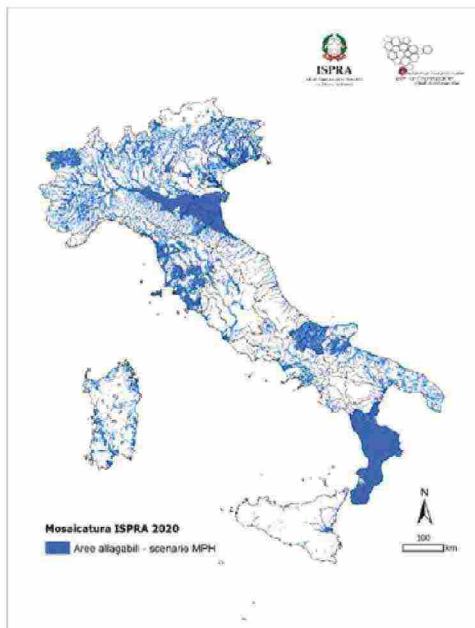 ISPRA
Mosaicatura ISPRA 2020
Aree allagabili - scenario MPH
N
100
km